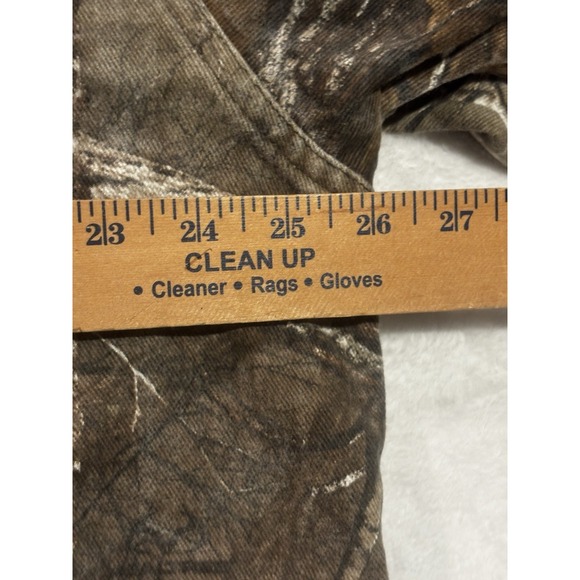 23 24 25 26 27
CLEAN UP
• Cleaner • Rags • Gloves